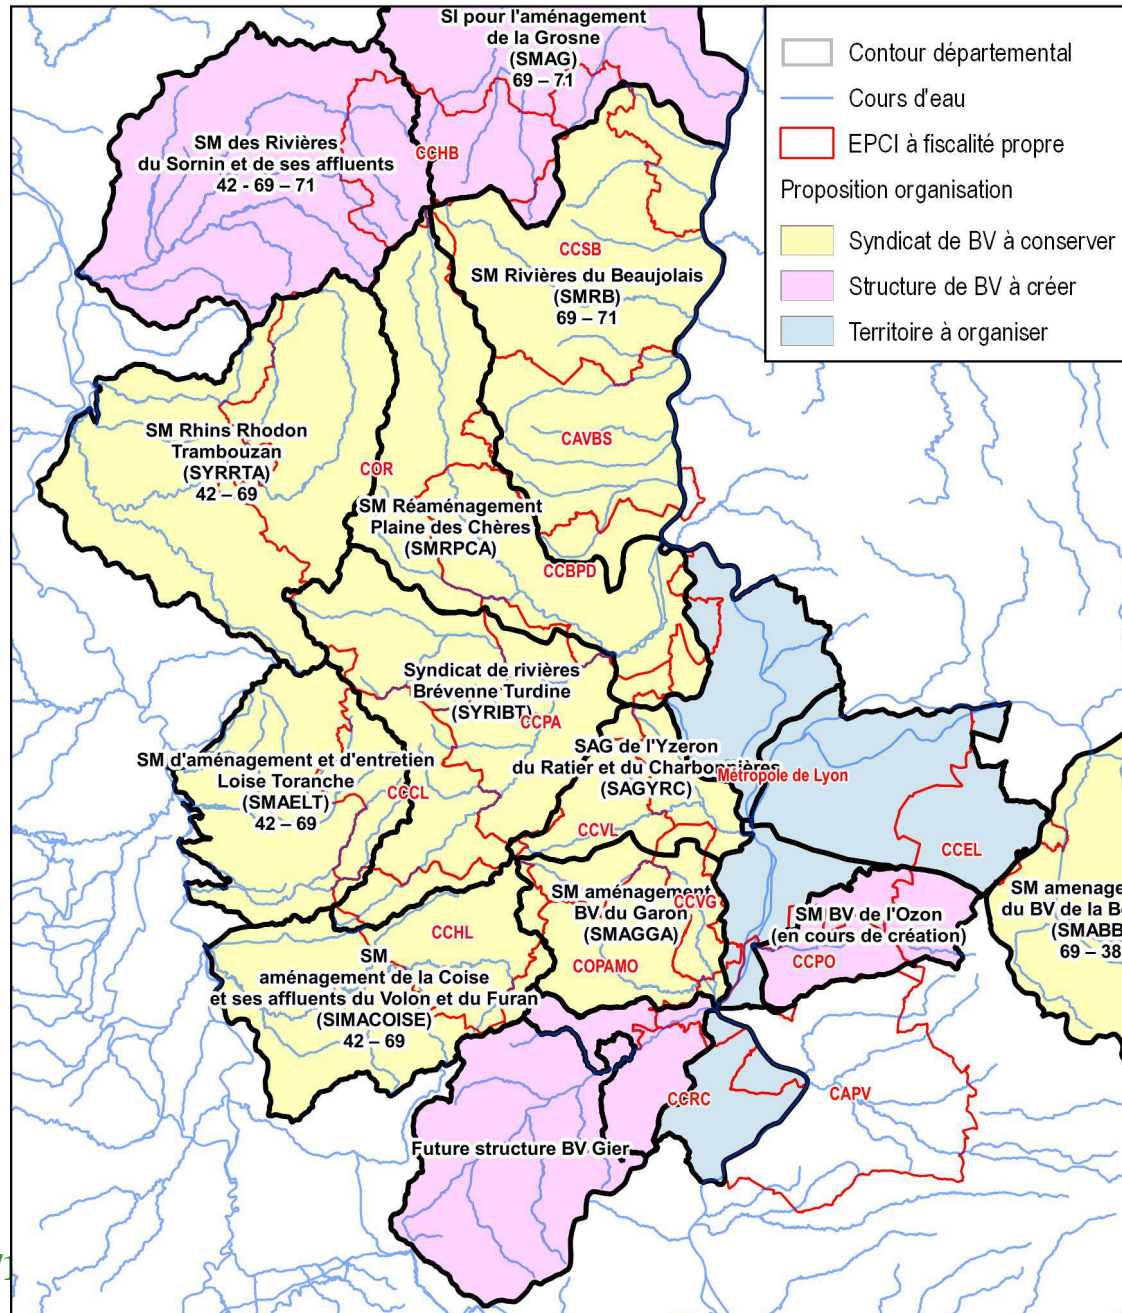 SI pour l'aménagement
de la Grosne
(SMAG)
69 – 71
Contour départemental
Cours d'eau
EPCI à fiscalité propre
Proposition organisation
Syndicat de BV à conserver
Structure de BV à créer
Territoire à organiser
SM des Rivières
du Sornin et de ses affluents
42 - 69 – 71
CCHB
CCSB
SM Rivières du Beaujolais
(SMRB)
69 – 71
SM Rhins Rhodon
Trambouzan
(SYRRTA)
42 – 69
CAVBS
COR
SM Réaménagement
Plaine des Chères
(SMRPCA)
CCBPD
Syndicat de rivières
Brévenne Turdine
(SYRIBT)
CCPA
SM d'aménagement et d'entretien
Loise Toranche
(SMAELT)
42 – 69
CCCL
SAG de l'Yzeron
du Ratier et du Charbonnières
(SAGYRC)
Métropole de Lyon
CCVL
CCEL
SM aménagement
BV du Garon
(SMAGGA)
CCVG
COPAMO
SM BV de l'Ozon
(en cours de création)
CCPO
SM amenage
du BV de la B
(SMABB
69 – 38
CCHL
SM
aménagement de la Coise
et ses affluents du Volon et du Furan
(SIMACOISE)
42 – 69
CCRC
CAPV
Future structure BV Gier